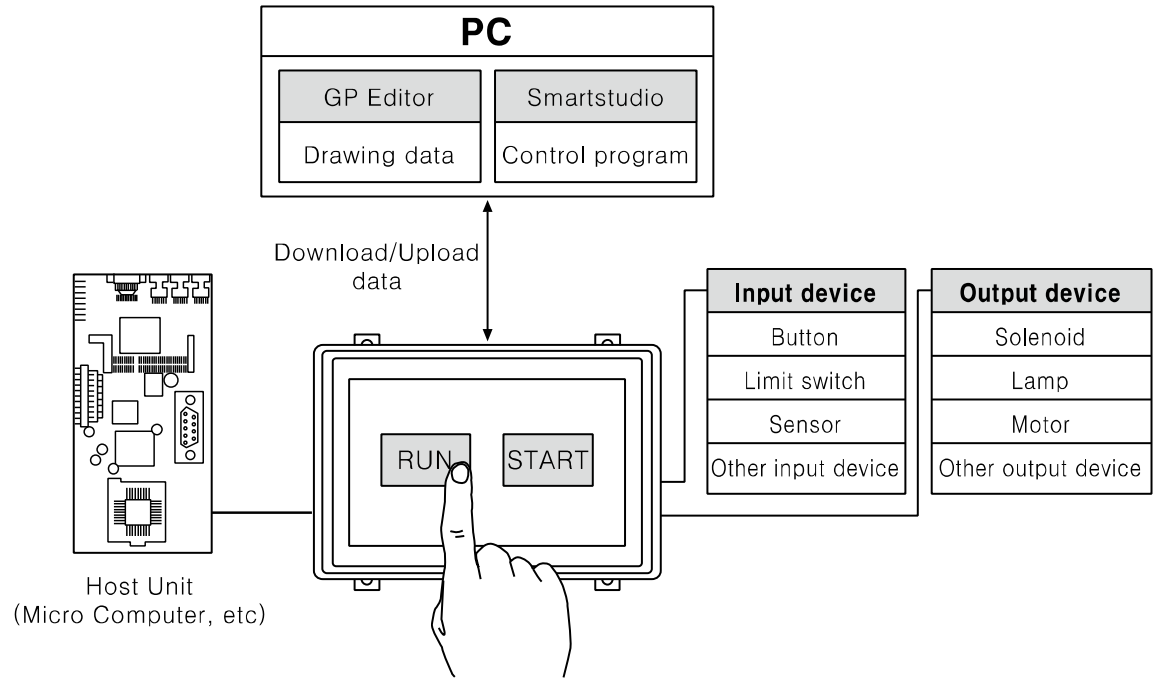 PC
GP Editor
Drawing data
Smartstudio
Control program
Download/Upload
data
Host Unit
(Micro Computer, etc)
RUN
START
Input device
Button
Limit switch
Sensor
Other input device
Output device
Solenoid
Lamp
Motor
Other output device